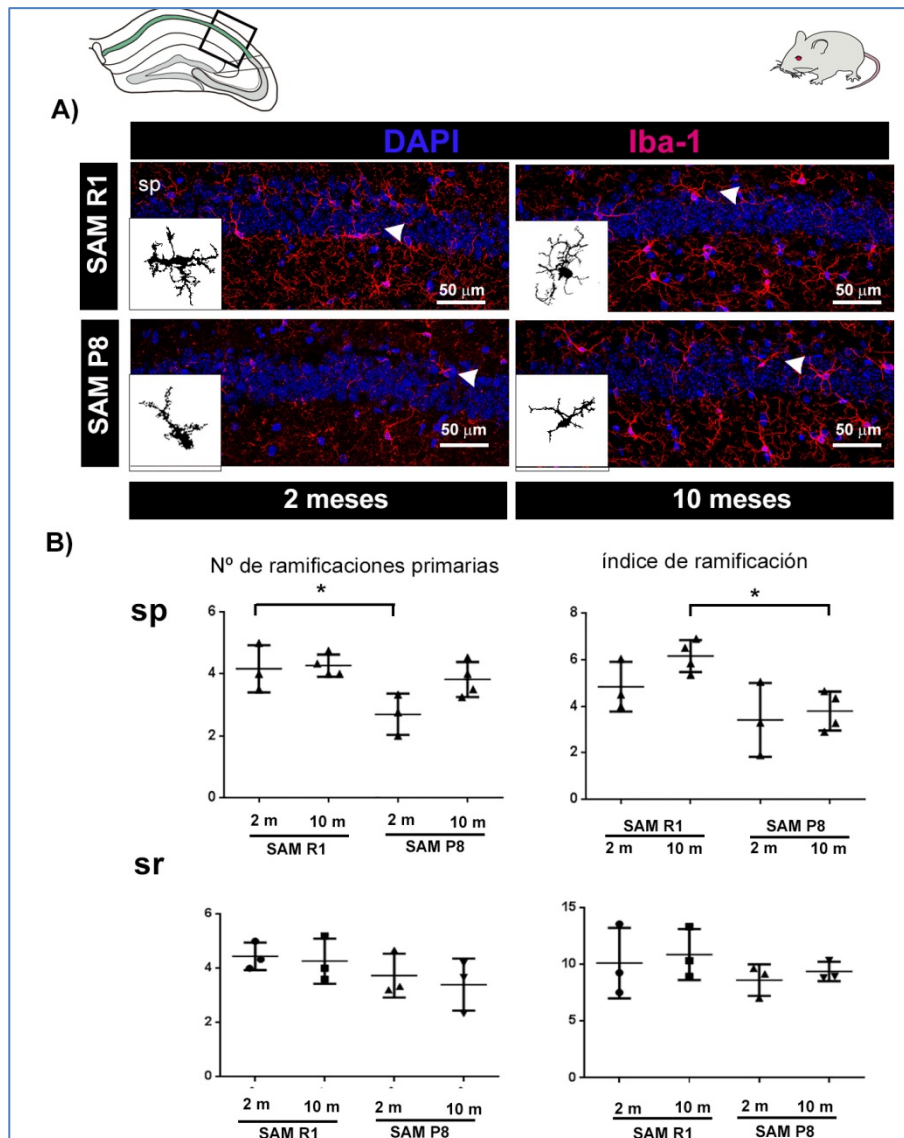 A)
DAPI Iba-1
SAM R1
sp
50 μm
50 μm
SAM P8
50 μm
50 μm
2 meses
10 meses
B)
Nº de ramificaciones primarias
índice de ramificación
sp
*
*
6
4
2
0
2 m 10 m 2 m 10 m
SAM R1 SAM P8
8
6
4
2
0
SAM R1 SAM P8
2 m 10 m 2 m 10 m
sr
6
4
2
0
2 m 10 m 2 m 10 m
SAM R1 SAM P8
15
10
5
0
2 m 10 m 2 m 10 m
SAM R1 SAM P8